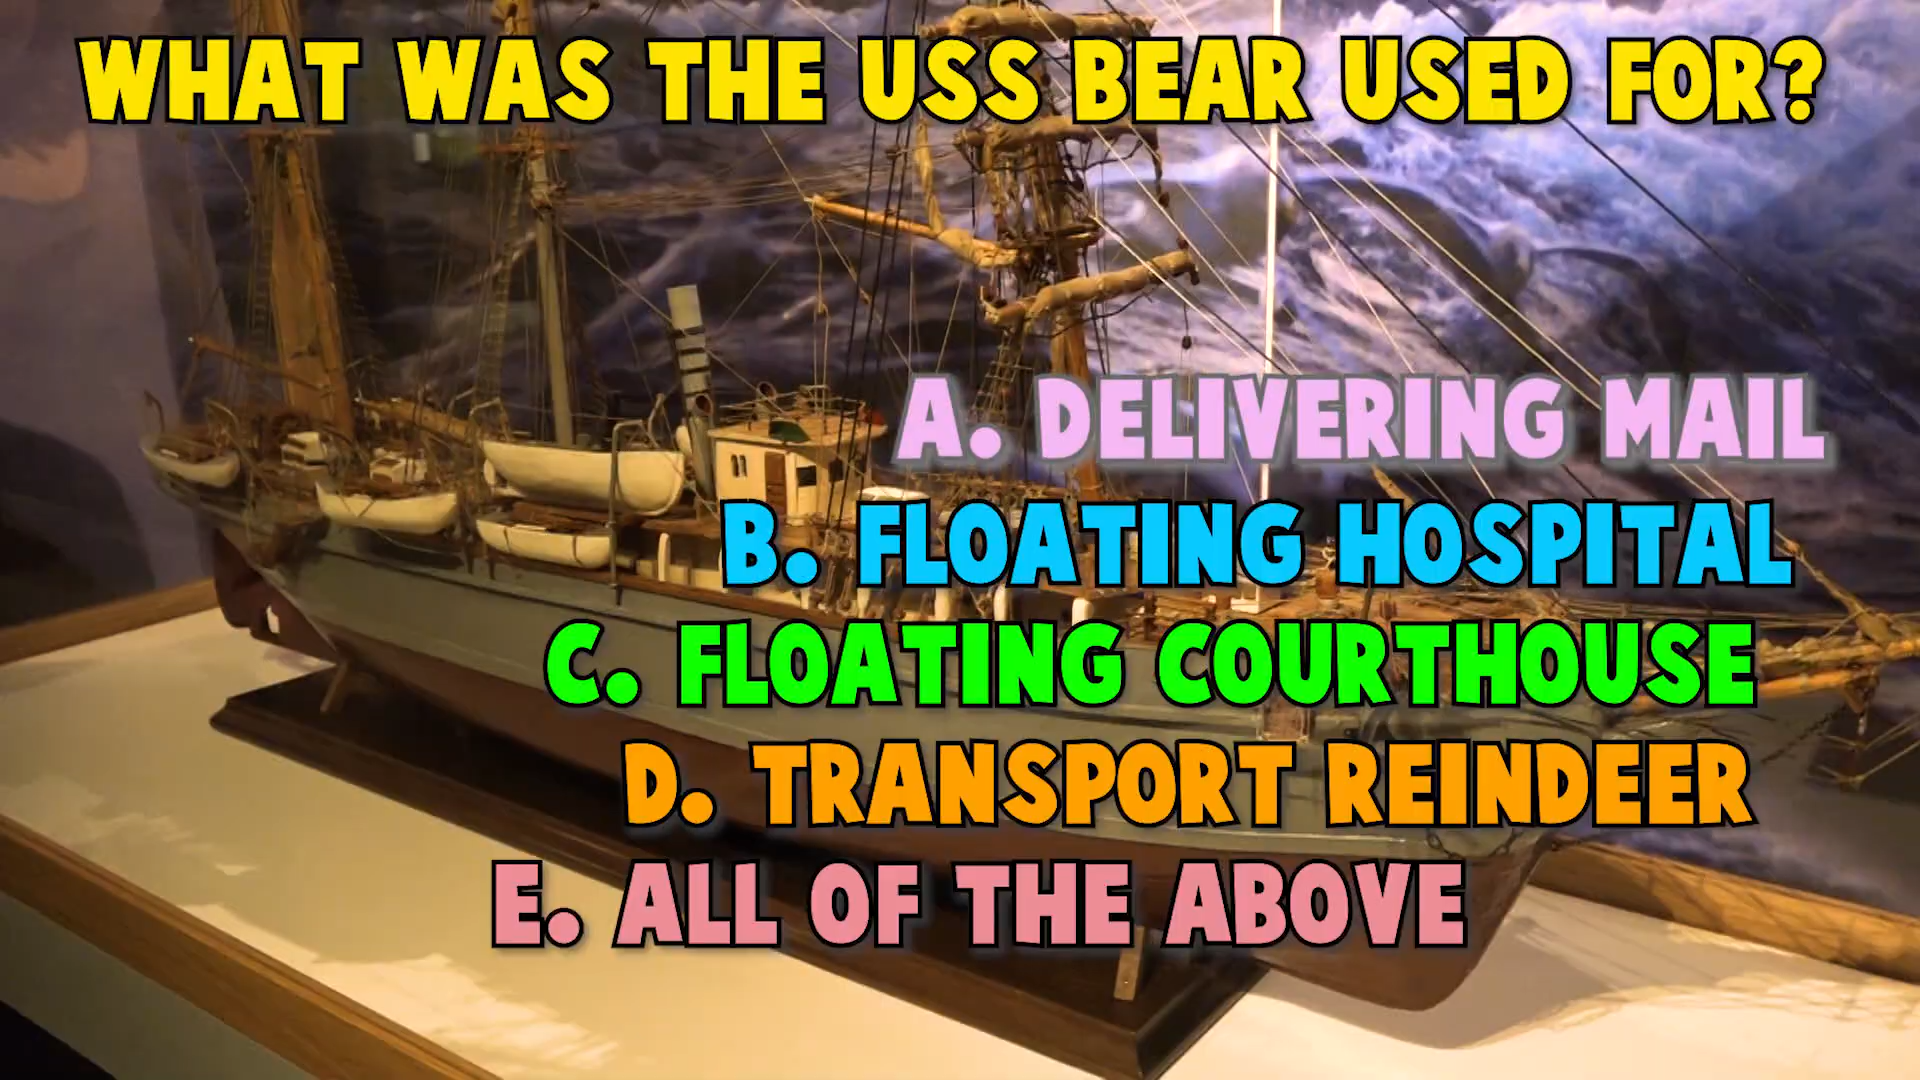 WHAT WAS THE USS BEAR USED FOR?
A. DELIVERING MAIL
B. FLOATING HOSPITAL
C. FLOATING COURTHOUSE
D. TRANSPORT REINDEER
E. ALL OF THE ABOVE